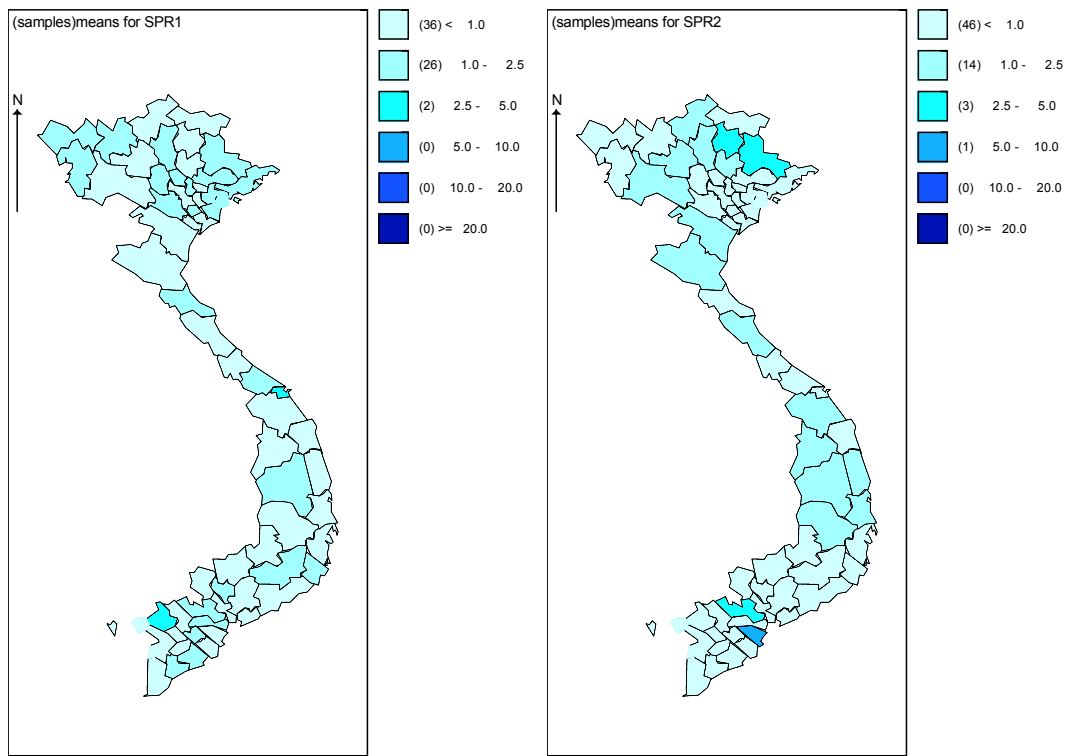 (samples)means for SPR1
N
(36) < 1.0
(26) 1.0 - 2.5
(2) 2.5 - 5.0
(0) 5.0 - 10.0
(0) 10.0 - 20.0
(0) >= 20.0
(samples)means for SPR2
N
(46) < 1.0
(14) 1.0 - 2.5
(3) 2.5 - 5.0
(1) 5.0 - 10.0
(0) 10.0 - 20.0
(0) >= 20.0